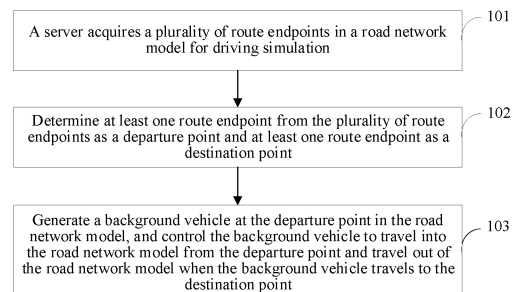 101
A server acquires a plurality of route endpoints in a road network
model for driving simulation
102
Determine at least one route endpoint from the plurality of route
endpoints as a departure point and at least one route endpoint as a
destination point
103
Generate a background vehicle at the departure point in the road
network model, and control the background vehicle to travel into
the road network model from the departure point and travel out of
the road network model when the background vehicle travels to the
destination point